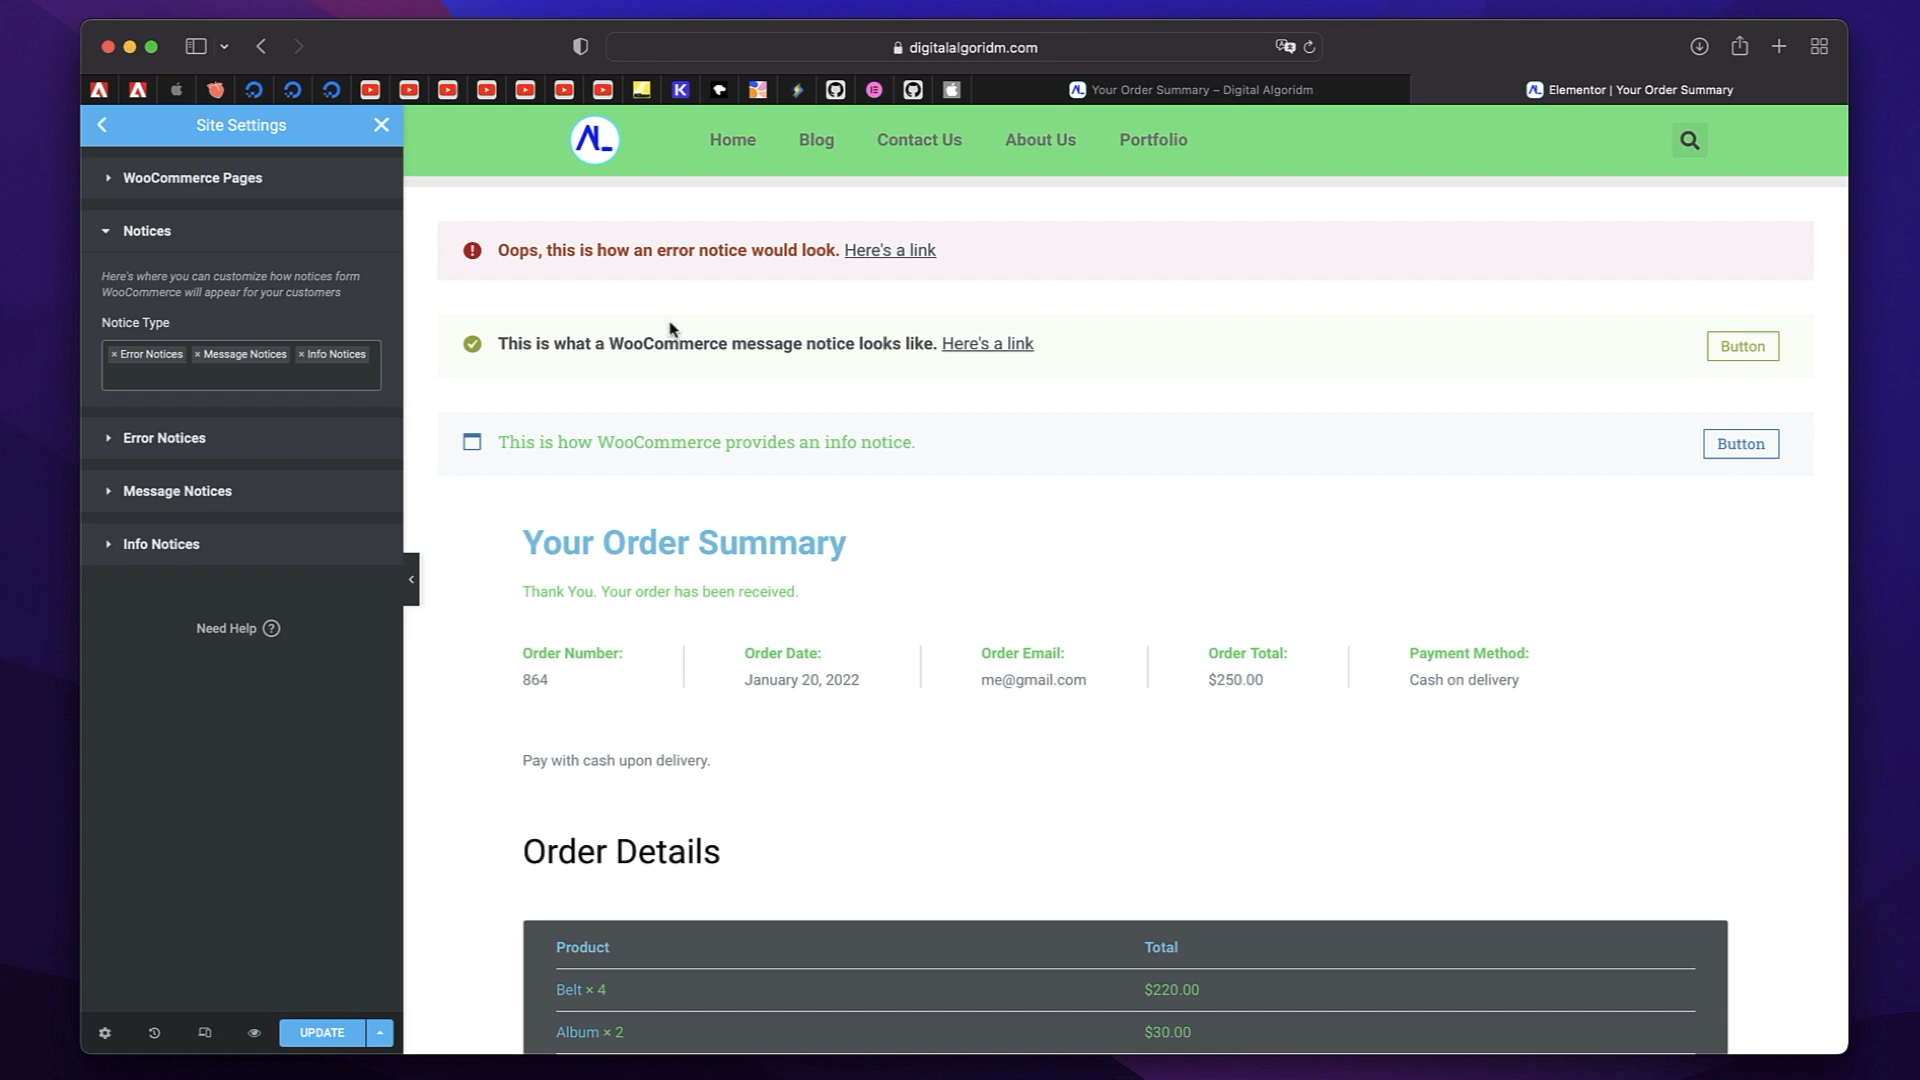 digitalalgoridm.com
Your Order Summary – Digital Algoridm
Elementor | Your Order Summary
Site Settings
WooCommerce Pages
Notices
Here's where you can customize how notices form
WooCommerce will appear for your customers
Notice Type
× Error Notices × Message Notices × Info Notices
Error Notices
Message Notices
Info Notices
Need Help ?
UPDATE
Home Blog Contact Us About Us Portfolio
Oops, this is how an error notice would look. Here's a link
This is what a WooCommerce message notice looks like. Here's a link
Button
This is how WooCommerce provides an info notice.
Button
Your Order Summary
Thank You. Your order has been received.
Order Number: Order Date: Order Email: Order Total: Payment Method:
864 January 20, 2022 me@gmail.com $250.00 Cash on delivery
Pay with cash upon delivery.
Order Details
Product Total
Belt × 4 $220.00
Album × 2 $30.00